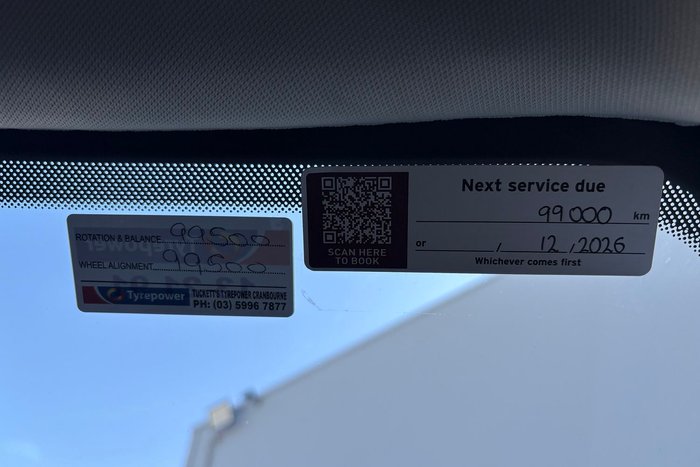 ROTATION & BALANCE 99500
WHEEL ALIGNMENT 99500
Tyrepower
TUCKETT'S TYREPOWER CRANBOURNE
PH: (03) 5996 7877
Next service due
99000 km
or , 12, 2026
Whichever comes first
SCAN HERE
TO BOOK